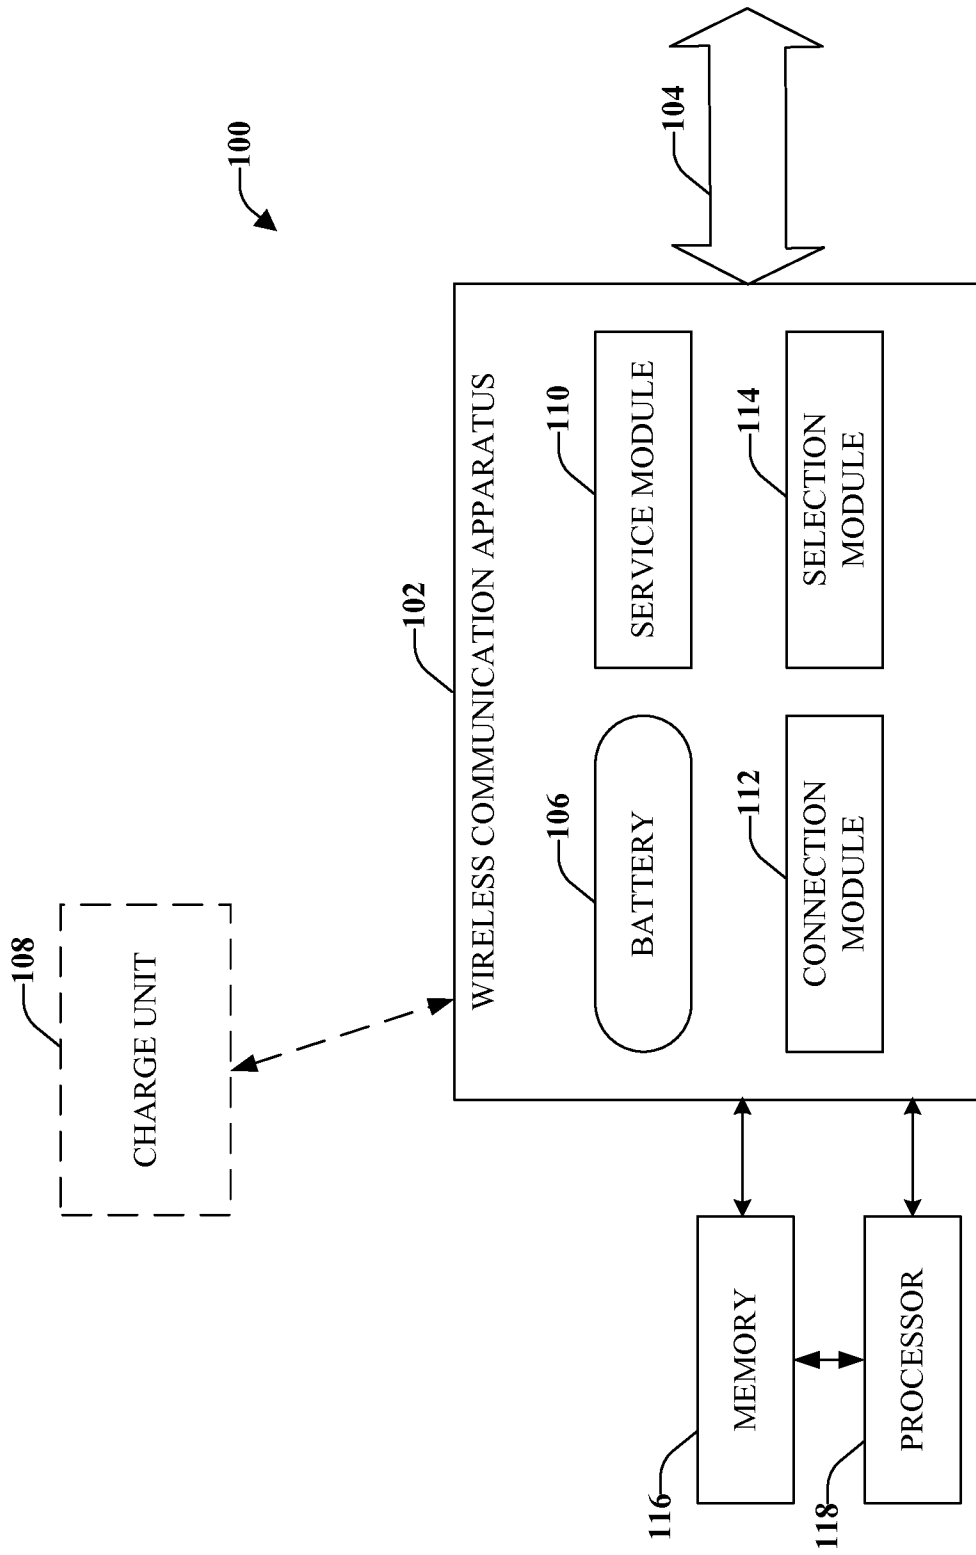 100
108
CHARGE UNIT
102
WIRELESS COMMUNICATION APPARATUS
104
106
BATTERY
110
SERVICE MODULE
112
CONNECTION
MODULE
114
SELECTION
MODULE
116
MEMORY
118
PROCESSOR